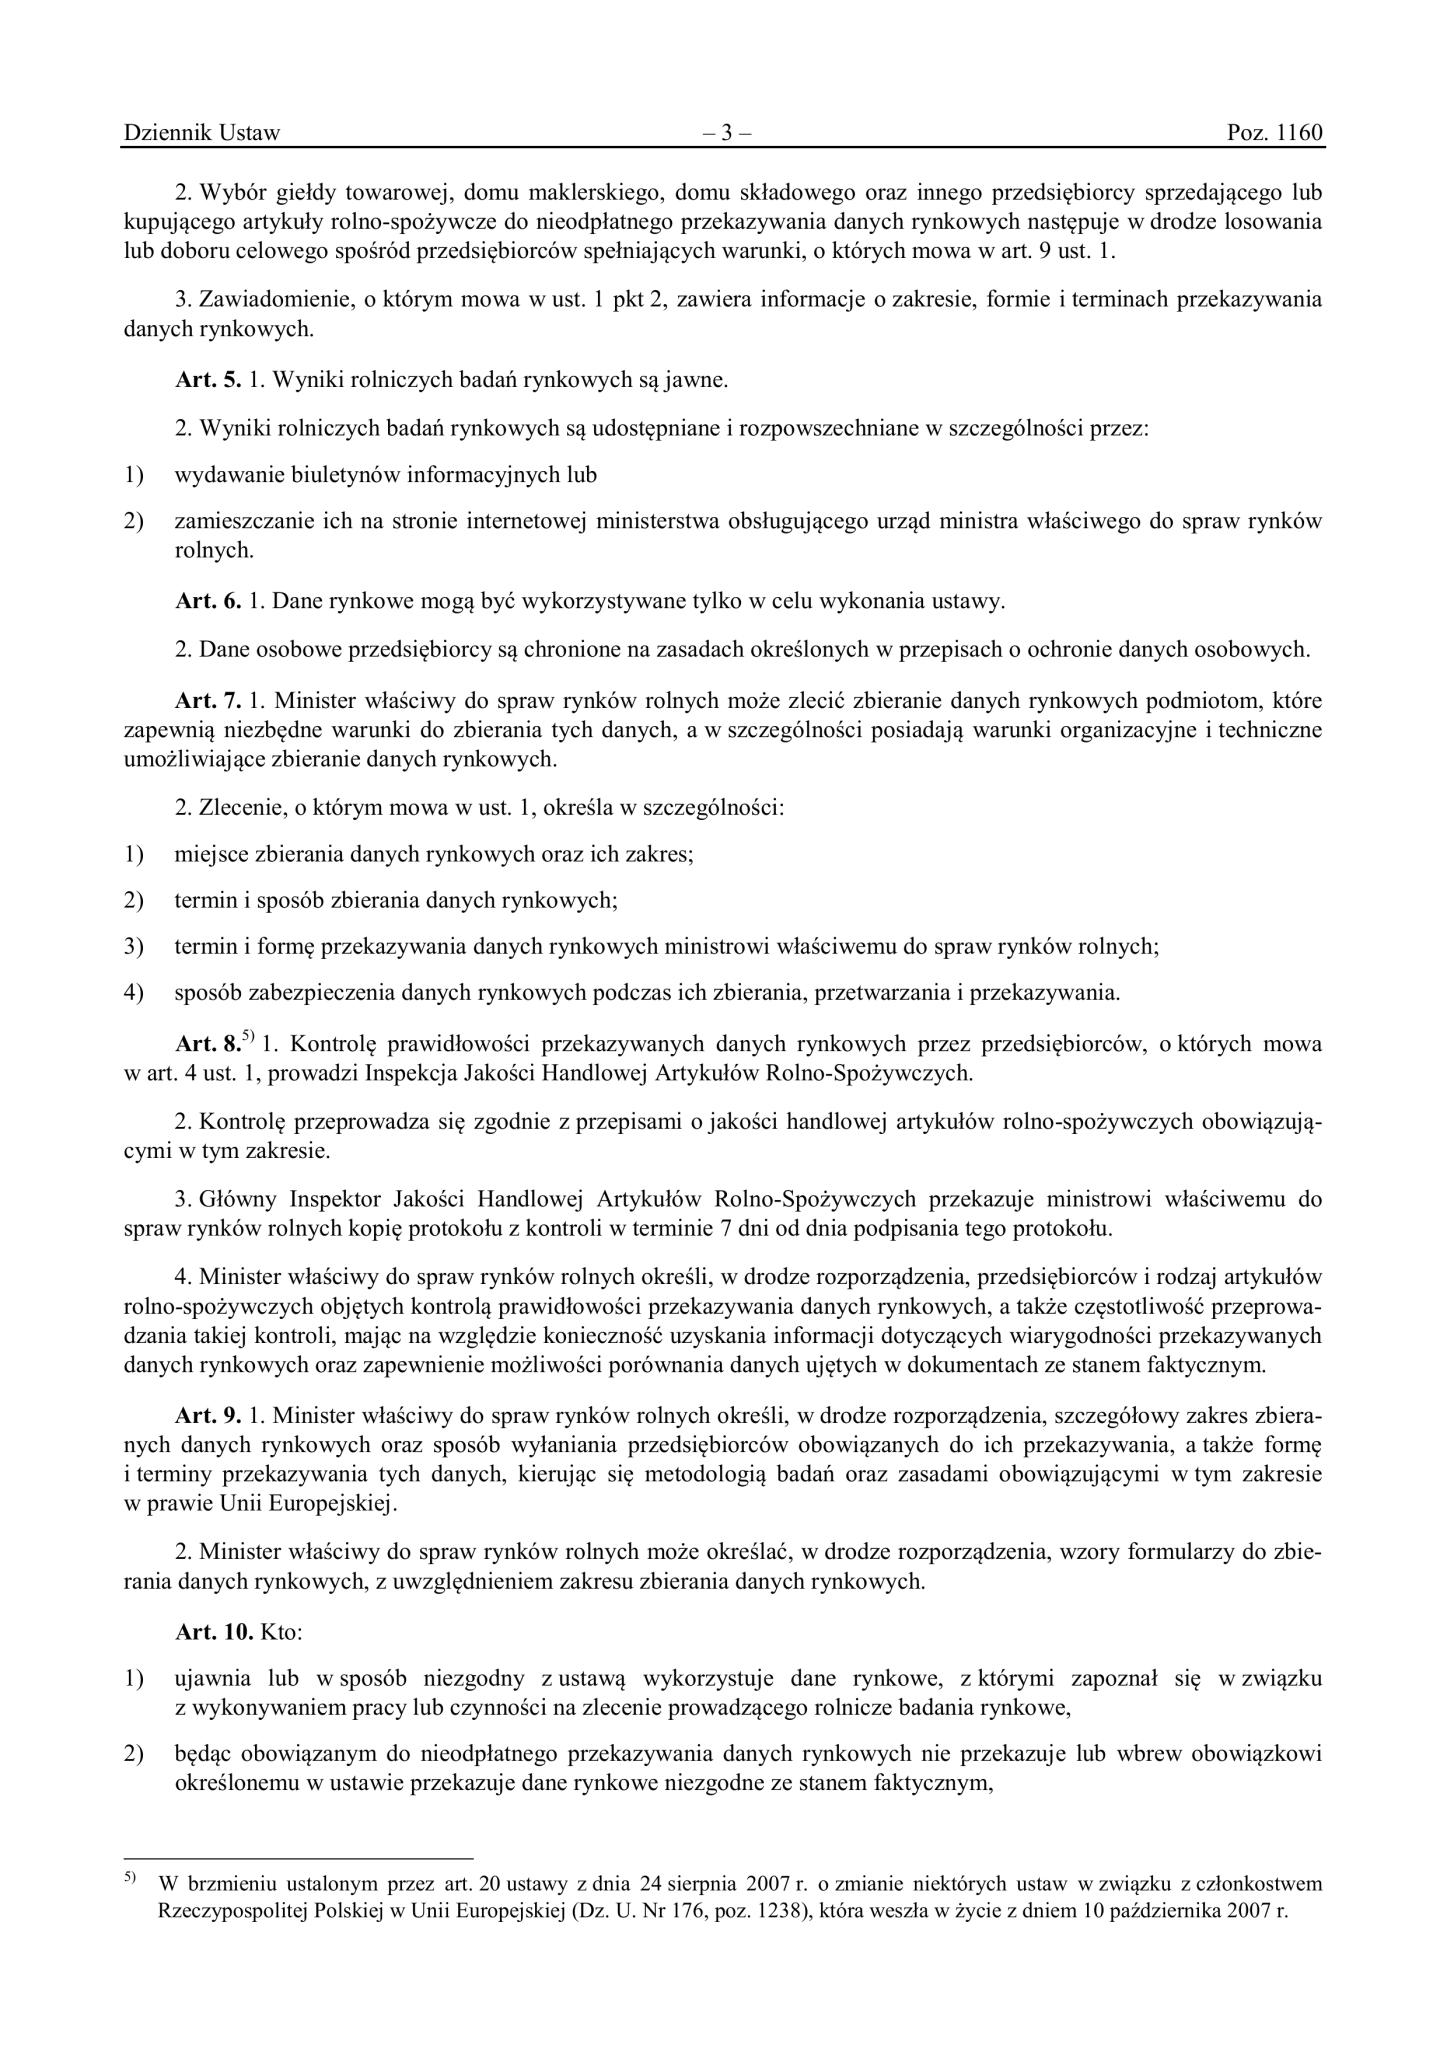 Dziennik Ustaw – 3 – Poz. 1160
2. Wybór giełdy towarowej, domu maklerskiego, domu składowego oraz innego przedsiębiorcy sprzedającego lub
kupującego artykuły rolno-spożywcze do nieodpłatnego przekazywania danych rynkowych następuje w drodze losowania
lub doboru celowego spośród przedsiębiorców spełniających warunki, o których mowa w art. 9 ust. 1.
3. Zawiadomienie, o którym mowa w ust. 1 pkt 2, zawiera informacje o zakresie, formie i terminach przekazywania
danych rynkowych.
Art. 5. 1. Wyniki rolniczych badań rynkowych są jawne.
2. Wyniki rolniczych badań rynkowych są udostępniane i rozpowszechniane w szczególności przez:
1) wydawanie biuletynów informacyjnych lub
2) zamieszczanie ich na stronie internetowej ministerstwa obsługującego urząd ministra właściwego do spraw rynków
rolnych.
Art. 6. 1. Dane rynkowe mogą być wykorzystywane tylko w celu wykonania ustawy.
2. Dane osobowe przedsiębiorcy są chronione na zasadach określonych w przepisach o ochronie danych osobowych.
Art. 7. 1. Minister właściwy do spraw rynków rolnych może zlecić zbieranie danych rynkowych podmiotom, które
zapewnią niezbędne warunki do zbierania tych danych, a w szczególności posiadają warunki organizacyjne i techniczne
umożliwiające zbieranie danych rynkowych.
2. Zlecenie, o którym mowa w ust. 1, określa w szczególności:
1) miejsce zbierania danych rynkowych oraz ich zakres;
2) termin i sposób zbierania danych rynkowych;
3) termin i formę przekazywania danych rynkowych ministrowi właściwemu do spraw rynków rolnych;
4) sposób zabezpieczenia danych rynkowych podczas ich zbierania, przetwarzania i przekazywania.
Art. 8.5) 1. Kontrolę prawidłowości przekazywanych danych rynkowych przez przedsiębiorców, o których mowa
w art. 4 ust. 1, prowadzi Inspekcja Jakości Handlowej Artykułów Rolno-Spożywczych.
2. Kontrolę przeprowadza się zgodnie z przepisami o jakości handlowej artykułów rolno-spożywczych obowiązują-
cymi w tym zakresie.
3. Główny Inspektor Jakości Handlowej Artykułów Rolno-Spożywczych przekazuje ministrowi właściwemu do
spraw rynków rolnych kopię protokołu z kontroli w terminie 7 dni od dnia podpisania tego protokołu.
4. Minister właściwy do spraw rynków rolnych określi, w drodze rozporządzenia, przedsiębiorców i rodzaj artykułów
rolno-spożywczych objętych kontrolą prawidłowości przekazywania danych rynkowych, a także częstotliwość przeprowa-
dzania takiej kontroli, mając na względzie konieczność uzyskania informacji dotyczących wiarygodności przekazywanych
danych rynkowych oraz zapewnienie możliwości porównania danych ujętych w dokumentach ze stanem faktycznym.
Art. 9. 1. Minister właściwy do spraw rynków rolnych określi, w drodze rozporządzenia, szczegółowy zakres zbiera-
nych danych rynkowych oraz sposób wyłaniania przedsiębiorców obowiązanych do ich przekazywania, a także formę
i terminy przekazywania tych danych, kierując się metodologią badań oraz zasadami obowiązującymi w tym zakresie
w prawie Unii Europejskiej.
2. Minister właściwy do spraw rynków rolnych może określać, w drodze rozporządzenia, wzory formularzy do zbie-
rania danych rynkowych, z uwzględnieniem zakresu zbierania danych rynkowych.
Art. 10. Kto:
1) ujawnia lub w sposób niezgodny z ustawą wykorzystuje dane rynkowe, z którymi zapoznał się w związku
z wykonywaniem pracy lub czynności na zlecenie prowadzącego rolnicze badania rynkowe,
2) będąc obowiązanym do nieodpłatnego przekazywania danych rynkowych nie przekazuje lub wbrew obowiązkowi
określonemu w ustawie przekazuje dane rynkowe niezgodne ze stanem faktycznym,
5) W brzmieniu ustalonym przez art. 20 ustawy z dnia 24 sierpnia 2007 r. o zmianie niektórych ustaw w związku z członkostwem
Rzeczypospolitej Polskiej w Unii Europejskiej (Dz. U. Nr 176, poz. 1238), która weszła w życie z dniem 10 października 2007 r.